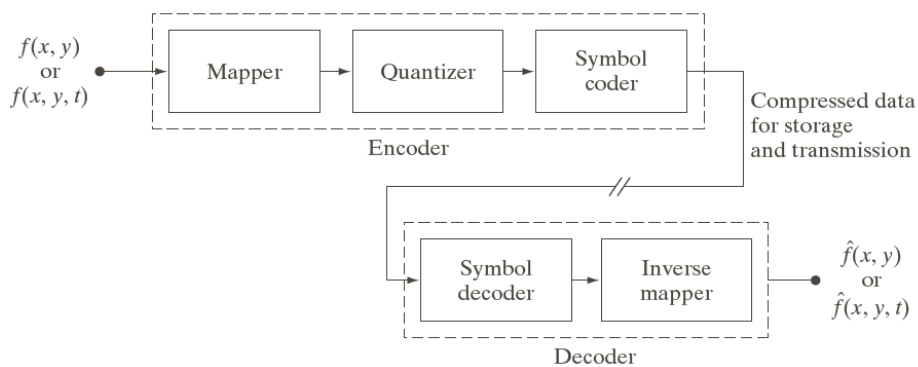 f(x, y)
or
f(x, y, t)
Mapper
Quantizer
Symbol
coder
Encoder
Compressed data
for storage
and transmission
Symbol
decoder
Inverse
mapper
Decoder
f̂(x, y)
or
f̂(x, y, t)